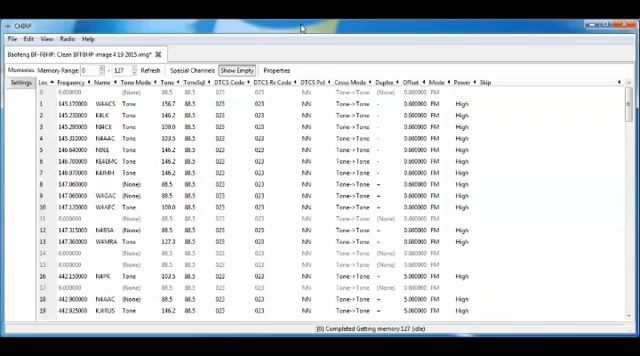 CHIRP
File Edit View Radio Help
Baofeng BF-F8HP: Clean BFF8HP image 4 19 2015.img*
Memories Memory Range: 0 - 127 Refresh Special Channels Show Empty Properties
Settings Loc Frequency Name Tone Mode Tone ToneSql DTCS Code DTCS Rx Code DTCS Pol Cross Mode Duplex Offset Mode Power Skip
0 0.000000 (None) 88.5 88.5 023 023 NN Tone->Tone (None) 0.600000 FM
1 145.170000 W4ACS Tone 156.7 88.5 023 023 NN Tone->Tone - 0.600000 FM High
2 145.230000 K4LK Tone 146.2 88.5 023 023 NN Tone->Tone - 0.600000 FM High
3 145.290000 NI4CE Tone 100.0 88.5 023 023 NN Tone->Tone - 0.600000 FM High
4 145.310000 N4AAC Tone 103.5 88.5 023 023 NN Tone->Tone - 0.600000 FM High
5 146.640000 N9EL Tone 146.2 88.5 023 023 NN Tone->Tone - 0.600000 FM High
6 146.760000 KE4EMC Tone 146.2 88.5 023 023 NN Tone->Tone - 0.600000 FM High
7 146.970000 K4JMH Tone 146.2 88.5 023 023 NN Tone->Tone - 0.600000 FM High
8 147.060000 (None) 88.5 88.5 023 023 NN Tone->Tone + 0.600000 FM High
9 147.060000 W4GAC Tone 88.5 88.5 023 023 NN Tone->Tone + 0.600000 FM High
10 147.120000 W4AFC Tone 100.0 88.5 023 023 NN Tone->Tone + 0.600000 FM High
11 0.000000 (None) 88.5 88.5 023 023 NN Tone->Tone (None) 0.600000 FM
12 147.315000 N4RSA Tone 88.5 88.5 023 023 NN Tone->Tone + 0.600000 FM High
13 147.360000 W4MRA Tone 127.3 88.5 023 023 NN Tone->Tone + 0.600000 FM High
14 0.000000 (None) 88.5 88.5 023 023 NN Tone->Tone (None) 0.600000 FM
15 0.000000 (None) 88.5 88.5 023 023 NN Tone->Tone (None) 0.600000 FM
16 442.150000 N4PK Tone 103.5 88.5 023 023 NN Tone->Tone + 5.000000 FM High
17 0.000000 (None) 88.5 88.5 023 023 NN Tone->Tone (None) 0.600000 FM
18 442.900000 N4AAC Tone 88.5 88.5 023 023 NN Tone->Tone + 5.000000 FM High
19 442.925000 KJ4RUS Tone 146.2 88.5 023 023 NN Tone->Tone + 5.000000 FM High
[0] Completed Getting memory 127 (idle)